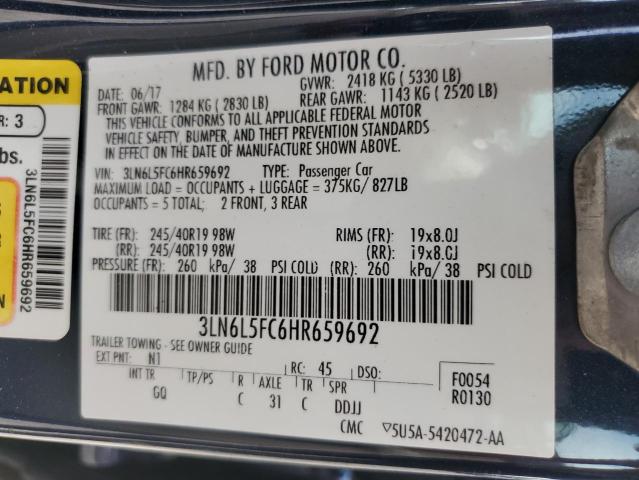 ATION
R: 3
bs.
3LN6L5FC6HR659692
N
MFD. BY FORD MOTOR CO.
DATE: 06/17 GVWR: 2418 KG ( 5330 LB)
FRONT GAWR: 1284 KG ( 2830 LB) REAR GAWR: 1143 KG ( 2520 LB)
THIS VEHICLE CONFORMS TO ALL APPLICABLE FEDERAL MOTOR
VEHICLE SAFETY, BUMPER, AND THEFT PREVENTION STANDARDS
IN EFFECT ON THE DATE OF MANUFACTURE SHOWN ABOVE.
VIN: 3LN6L5FC6HR659692 TYPE: Passenger Car
MAXIMUM LOAD = OCCUPANTS + LUGGAGE = 375KG/ 827LB
OCCUPANTS = 5 TOTAL: 2 FRONT, 3 REAR
TIRE (FR): 245/40R19 98W RIMS (FR): 19x8.0J
(RR): 245/40R19 98W (RR): 19x8.0J
PRESSURE (FR): 260 kPa/ 38 PSI COLD (RR): 260 kPa/ 38 PSI COLD
3LN6L5FC6HR659692
TRAILER TOWING - SEE OWNER GUIDE
EXT PNT: N1 RC: 45 DSO: F0054
INT TR TP/PS R AXLE TR SPR R0130
GQ C 31 C DDJJ
CMC ▽5U5A-5420472-AA